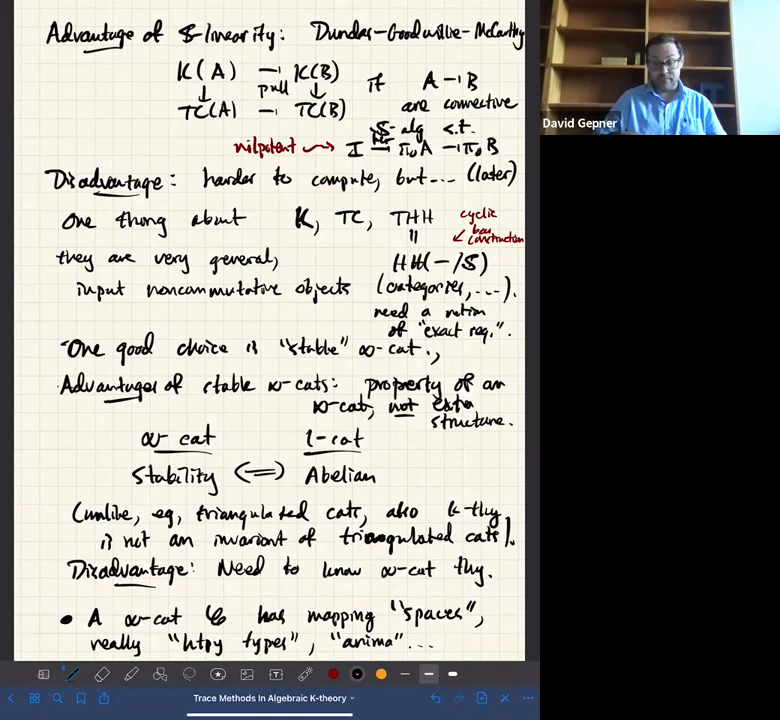 Advantage of S-linearity: Dundas-Goodwillie-McCarthy
K(A) → K(B) if A → B
↓ pull ↓
TC(A) → TC(B) are connective
S-alg s.t.
nilpotent → I → π₀A → π₀B
Disadvantage: harder to compute, but... (later)
One thing about K, TC, THH cyclic
bar
construction
they are very general, HH(-/S)
input noncommutative objects (categories, ...).
need a notion
of "exact seq.".
-One good choice is "stable" ∞-cat.,
Advantages of stable ∞-cats: property of an
∞-cat, not extra
structure.
∞-cat 1-cat
Stability <=> Abelian
(unlike, eg, triangulated cats, also K-thy
is not an invariant of triangulated cats).
Disadvantage: Need to know ∞-cat thy.
• A ∞-cat C has mapping "spaces",
really "htpy types", "anima"...
Trace Methods In Algebraic K-theory
David Gepner